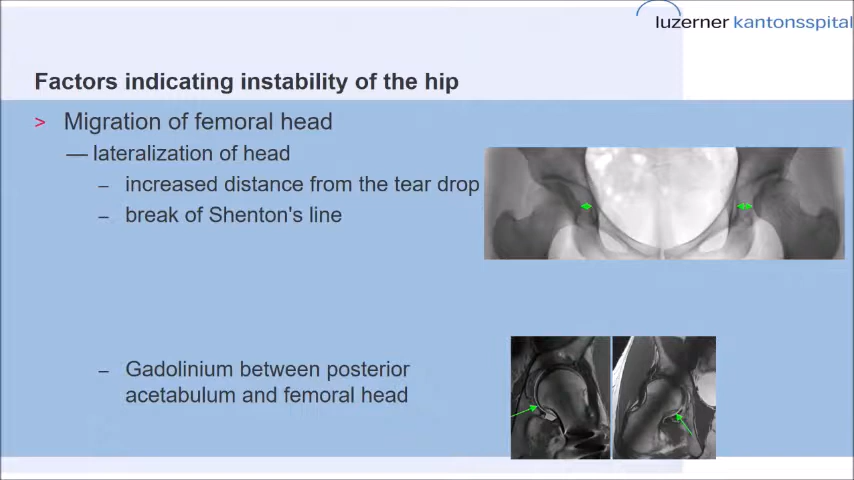 luzerner kantonsspital
Factors indicating instability of the hip
> Migration of femoral head
— lateralization of head
– increased distance from the tear drop
– break of Shenton's line
– Gadolinium between posterior
acetabulum and femoral head